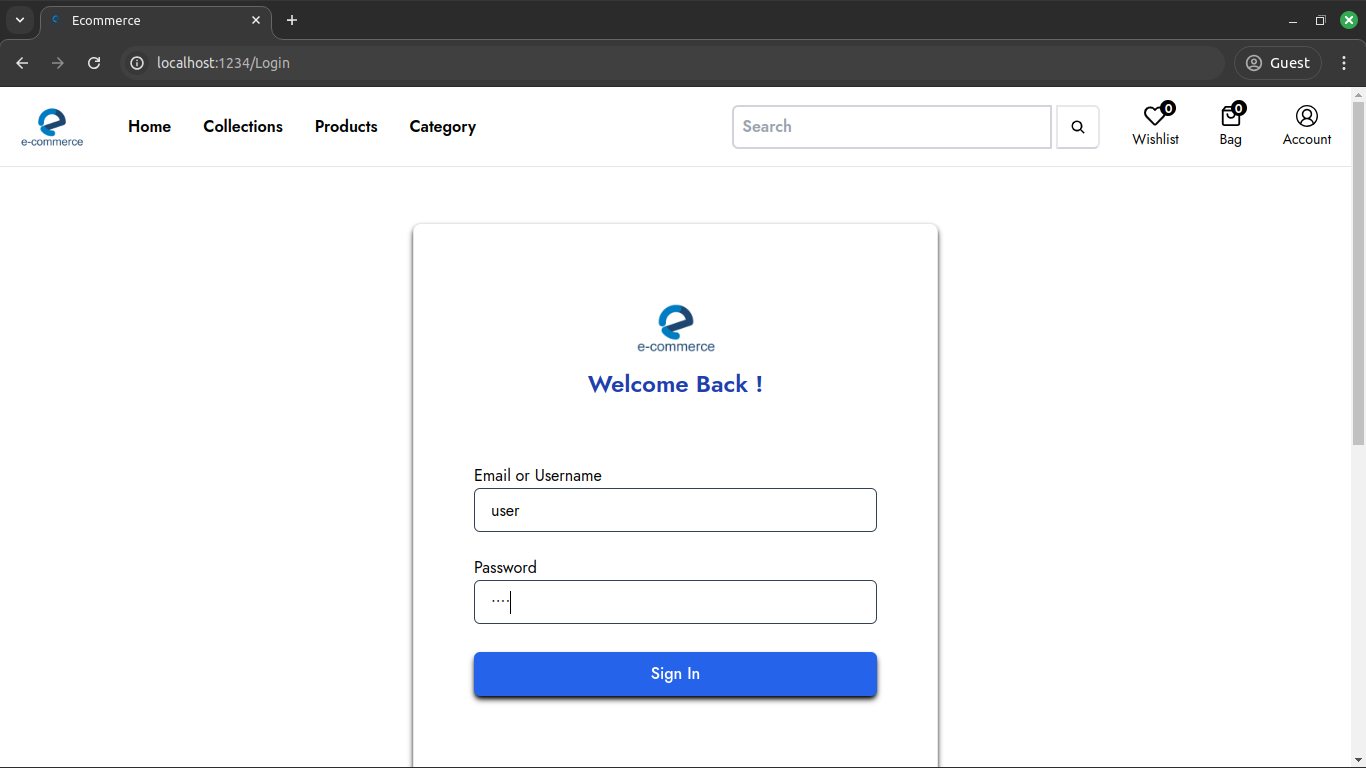 Ecommerce
localhost:1234/Login
Guest
e-commerce
Home
Collections
Products
Category
Search
0
Wishlist
0
Bag
Account
e-commerce
Welcome Back !
Email or Username
user
Password
····
Sign In